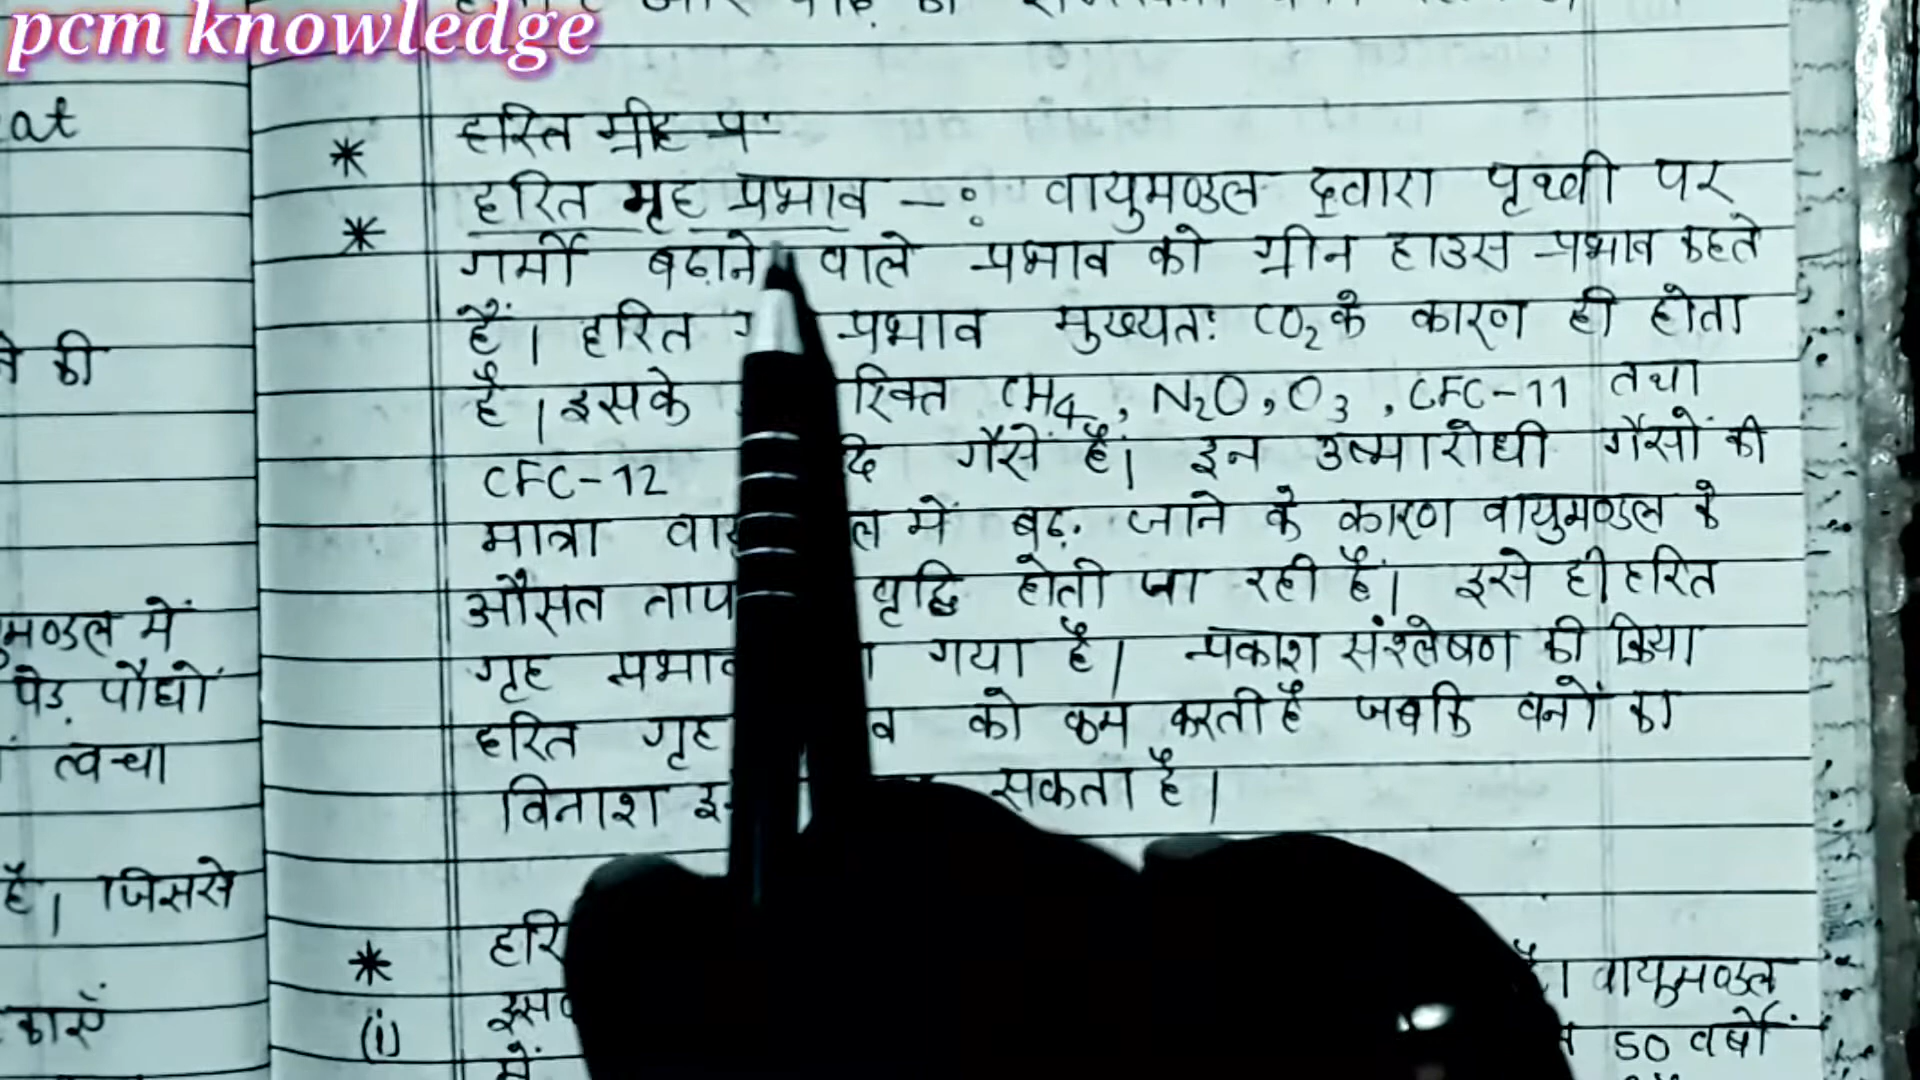 pcm knowledge
at
ने की
मण्डल में
पेड़ पौधों
त्वचा
है। जिससे
* हरित ग्रीह प्र
* हरित गृह प्रभाव -: वायुमण्डल द्वारा पृथ्वी पर
गर्मी बढ़ाने वाले प्रभाव को ग्रीन हाउस प्रभाव कहते
हैं। हरित प्रभाव मुख्यतः CO₂ के कारण ही होता
है। इसके रिक्त CH₄, N₂O, O₃, CFC-11 तथा
CFC-12 दि गैसें हैं। इन उष्मारोधी गैसों की
मात्रा में बढ़ जाने के कारण वायुमण्डल के
औसत ताप वृद्धि होती जा रही है। इसे ही हरित
गृह प्रभाव गया है। प्रकाश संश्लेषण की क्रिया
हरित गृह को कम करती है जबकि वनों का
विनाश सकता है।
* हरि है। वायुमण्डल
(i) 50 वर्षों
में